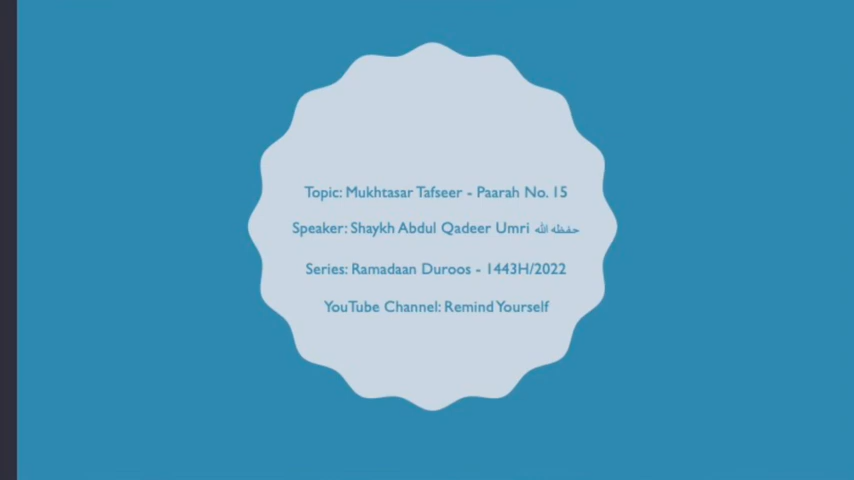 Topic: Mukhtasar Tafseer - Paarah No. 15
Speaker: Shaykh Abdul Qadeer Umri حفظه الله
Series: Ramadaan Duroos - 1443H/2022
YouTube Channel: Remind Yourself